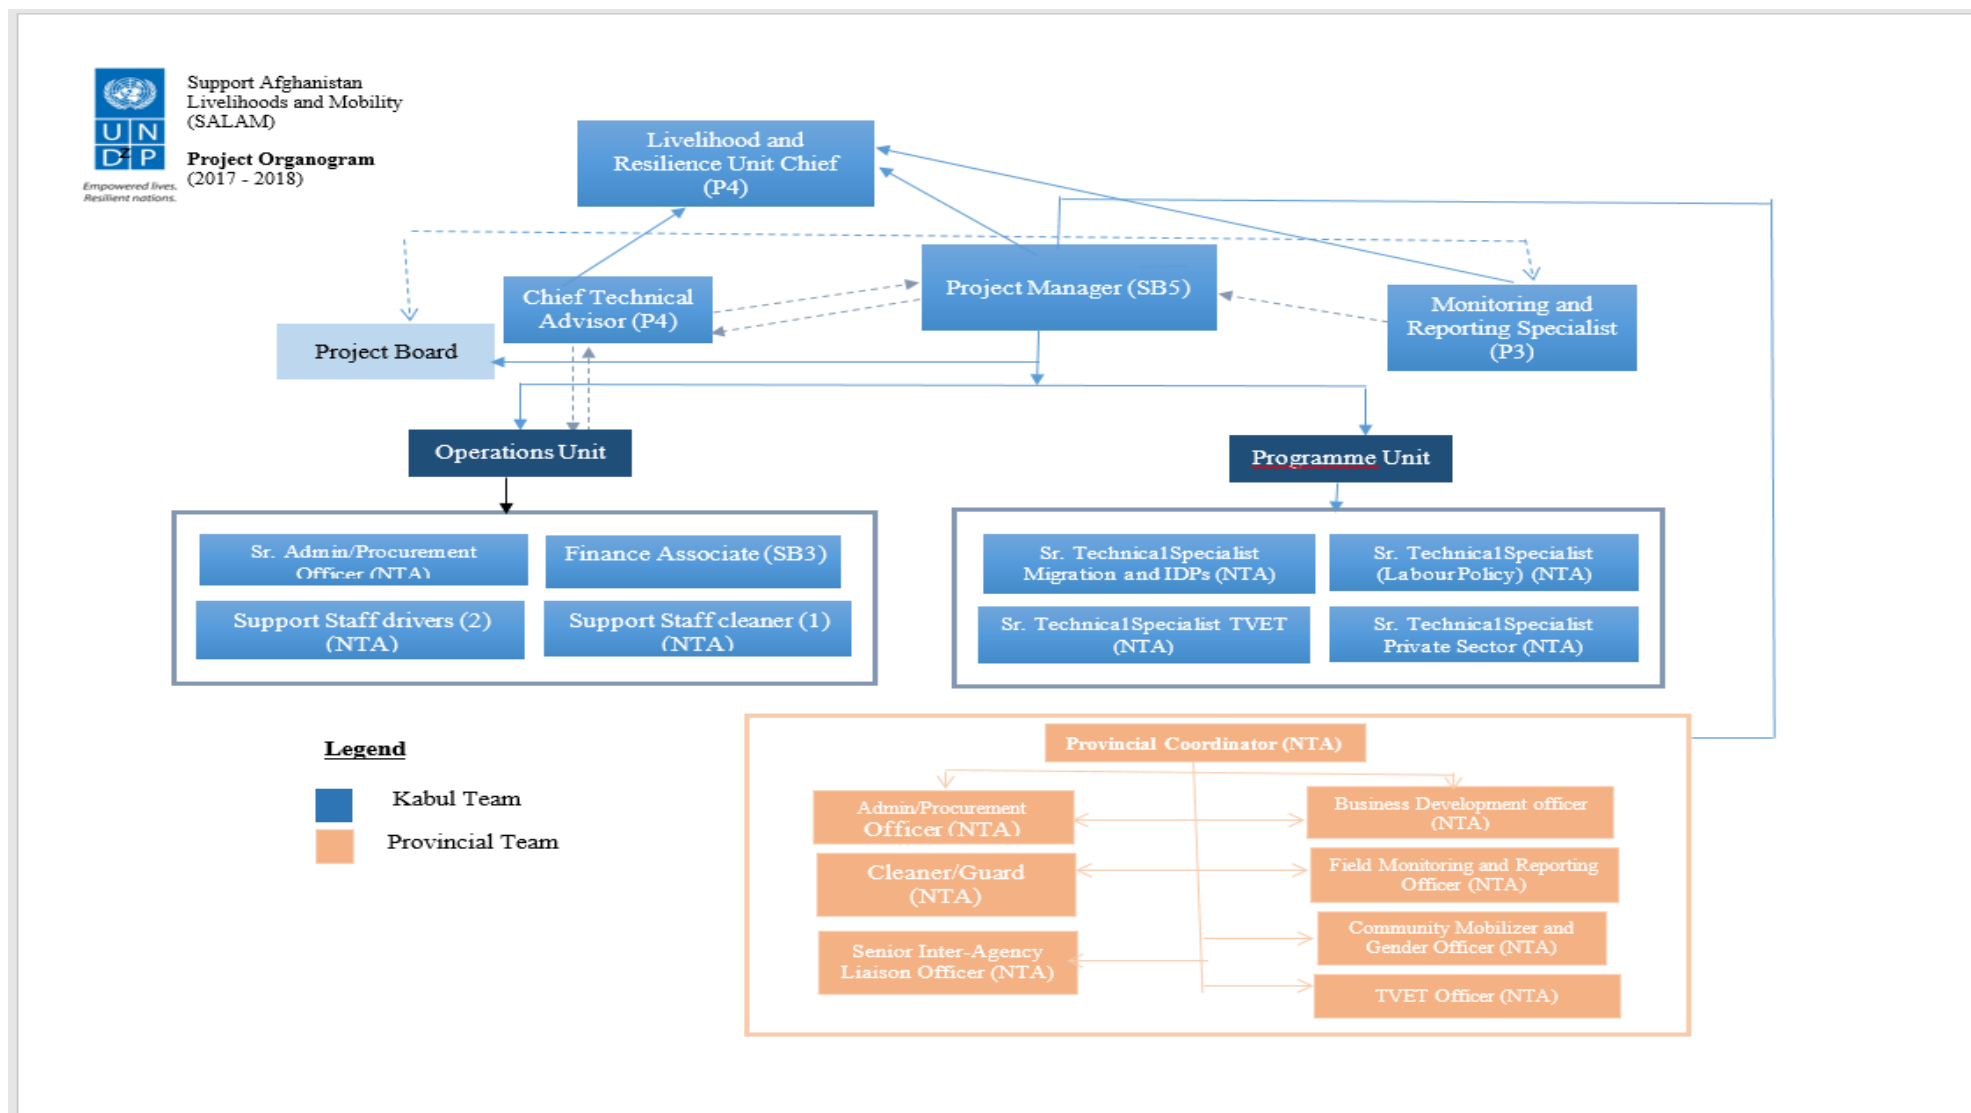 Support Afghanistan
Livelihoods and Mobility
(SALAM)
Project Organogram
(2017 - 2018)
U N
D P
z
Empowered lives.
Resilient nations.
Livelihood and
Resilience Unit Chief
(P4)
Project Manager (SB5)
Chief Technical
Advisor (P4)
Monitoring and
Reporting Specialist
(P3)
Project Board
Operations Unit
Programme Unit
Sr. Admin/Procurement
Officer (NTA)
Finance Associate (SB3)
Support Staff drivers (2)
(NTA)
Support Staff cleaner (1)
(NTA)
Sr. Technical Specialist
Migration and IDPs (NTA)
Sr. Technical Specialist
(Labour Policy) (NTA)
Sr. Technical Specialist TVET
(NTA)
Sr. Technical Specialist
Private Sector (NTA)
Legend
Kabul Team
Provincial Team
Provincial Coordinator (NTA)
Admin/Procurement
Officer (NTA)
Business Development officer
(NTA)
Cleaner/Guard
(NTA)
Field Monitoring and Reporting
Officer (NTA)
Senior Inter-Agency
Liaison Officer (NTA)
Community Mobilizer and
Gender Officer (NTA)
TVET Officer (NTA)